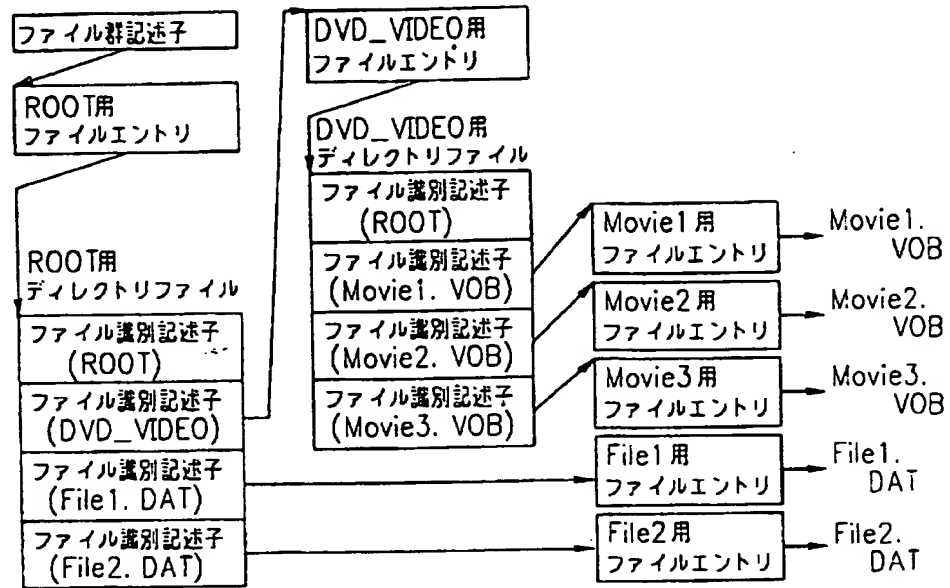 ファイル群記述子
ROOT用
ファイルエントリ
ROOT用
ディレクトリファイル
ファイル識別記述子
(ROOT)
ファイル識別記述子
(DVD_VIDEO)
ファイル識別記述子
(File1. DAT)
ファイル識別記述子
(File2. DAT)
DVD_VIDEO用
ファイルエントリ
DVD_VIDEO用
ディレクトリファイル
ファイル識別記述子
(ROOT)
ファイル識別記述子
(Movie1. VOB)
ファイル識別記述子
(Movie2. VOB)
ファイル識別記述子
(Movie3. VOB)
Movie1用
ファイルエントリ
Movie1.
VOB
Movie2用
ファイルエントリ
Movie2.
VOB
Movie3用
ファイルエントリ
Movie3.
VOB
File1用
ファイルエントリ
File1.
DAT
File2用
ファイルエントリ
File2.
DAT